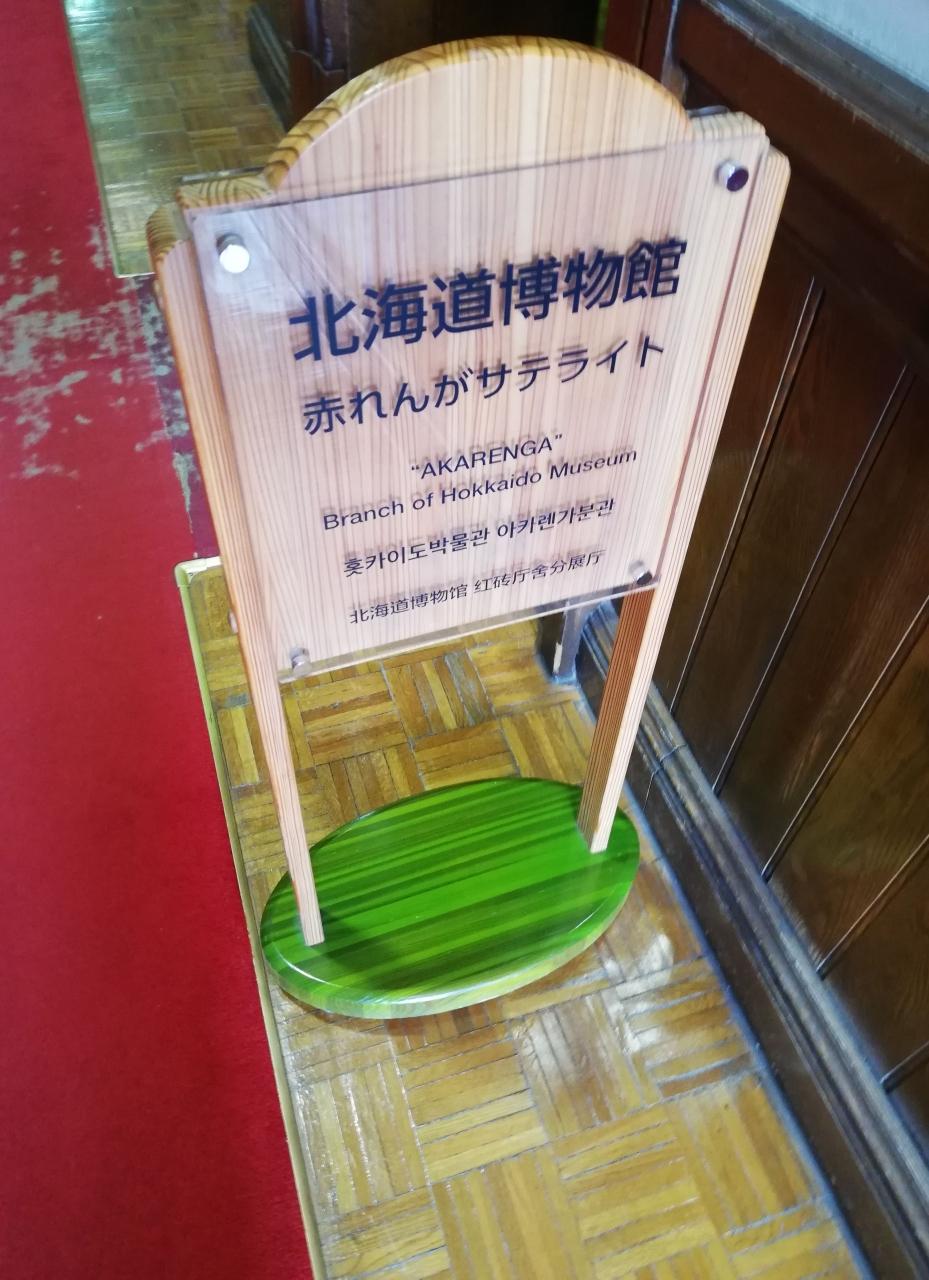 北海道博物館
赤れんがサテライト
“AKARENGA”
Branch of Hokkaido Museum
홋카이도박물관 아카렌가분관
北海道博物馆 红砖厅舍分展厅